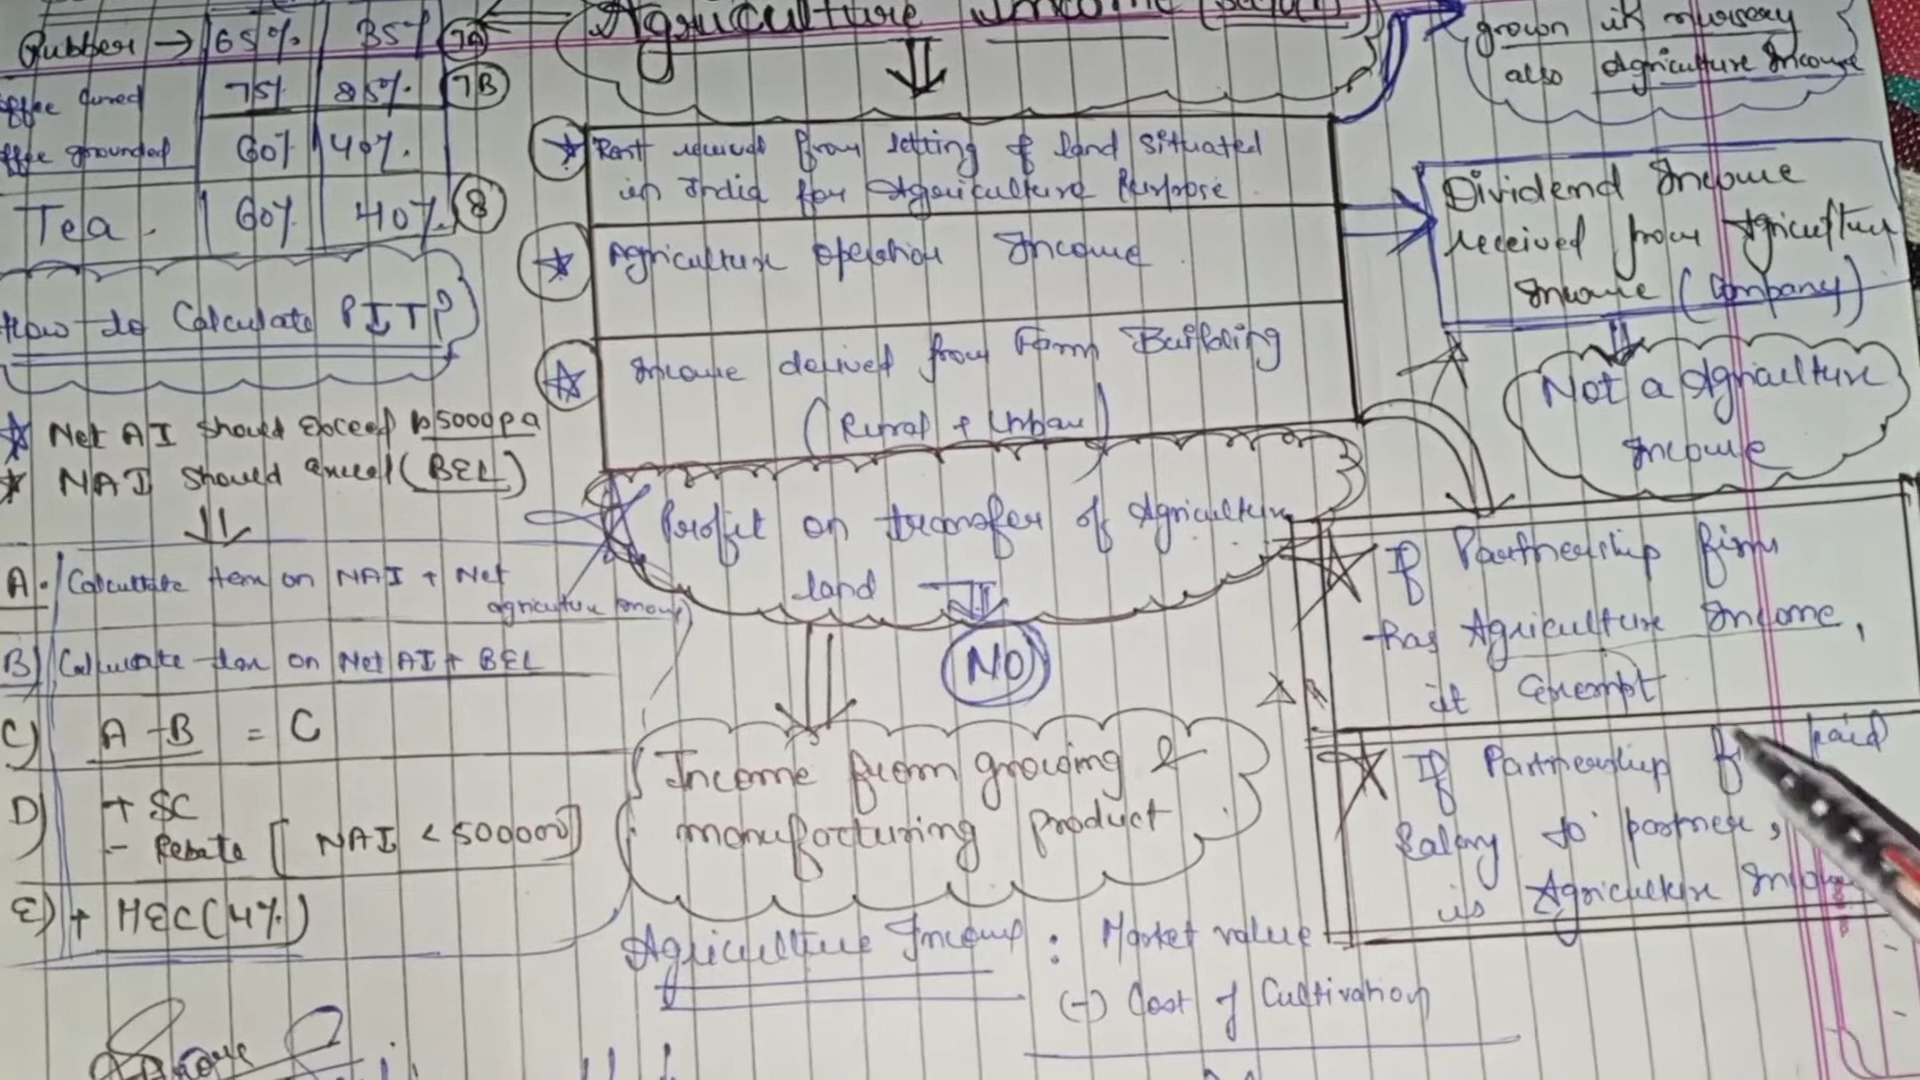 Agriculture Income
Rubber → 65% 35% 7A
offee cured 75% 85% 7B
ffee grounded 60% 40%
Tea. 60% 40% 8
How to Calculate PIT?
★ Net AI should exceed 5000 pa
★ NAI should exceed (BEL)
A. Calculate tax on NAI + Net
agriculture
B) Calculate tax on Net AI + BEL
C) A - B = C
D) + SC
- Rebate [NAI < 500000]
E) + HEC (4%)
★ Rent received from letting of land situated
in India for Agriculture Purpose
★ Agriculture operation Income
★ Income derived from Farm Building
(Rural & Urban)
Profit on transfer of Agriculture
land
NO
Income from growing &
manufacturing product
Agriculture Income : Market value
(-) Cost of Cultivation
grown in nursery
also Agriculture Income
Dividend Income
received from Agriculture
Income (Company)
Not a Agriculture
Income
★ If Partnership firm
has Agriculture Income,
it exempt
★ If Partnership paid
Salary to partner,
is Agriculture